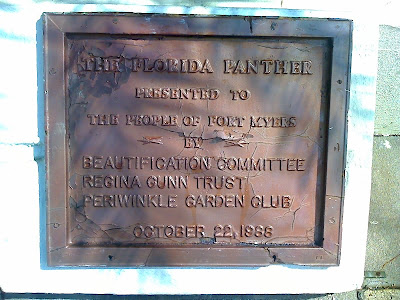 THE FLORIDA PANTHER
PRESENTED TO
THE PEOPLE OF FORT MYERS
BY
BEAUTIFICATION COMMITTEE
REGINA GUNN TRUST
PERIWINKLE GARDEN CLUB
OCTOBER 22, 1986